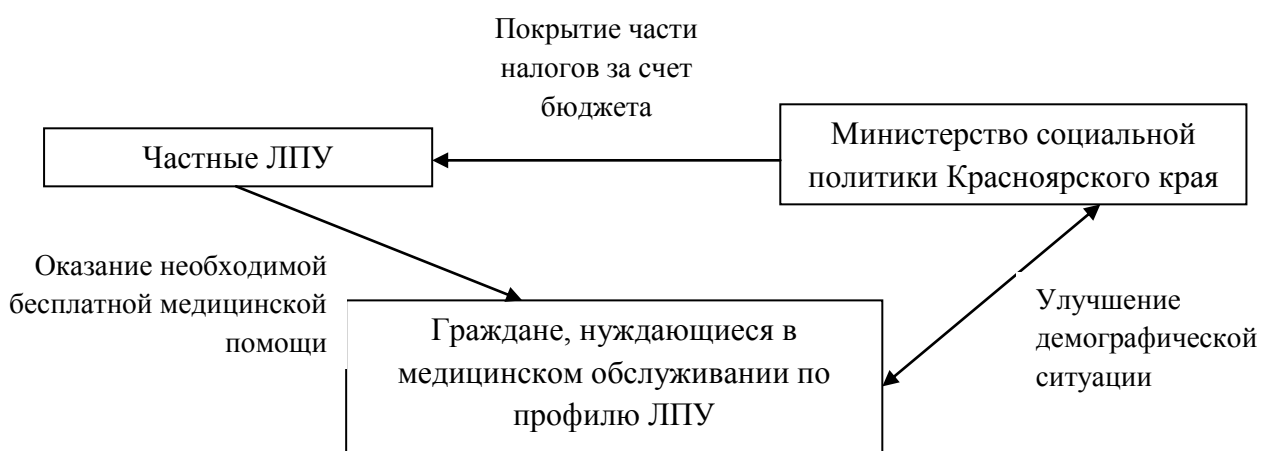 Покрытие части
налогов за счет
бюджета
Частные ЛПУ
Министерство социальной
политики Красноярского края
Оказание необходимой
бесплатной медицинской
помощи
Граждане, нуждающиеся в
медицинском обслуживании по
профилю ЛПУ
Улучшение
демографической
ситуации